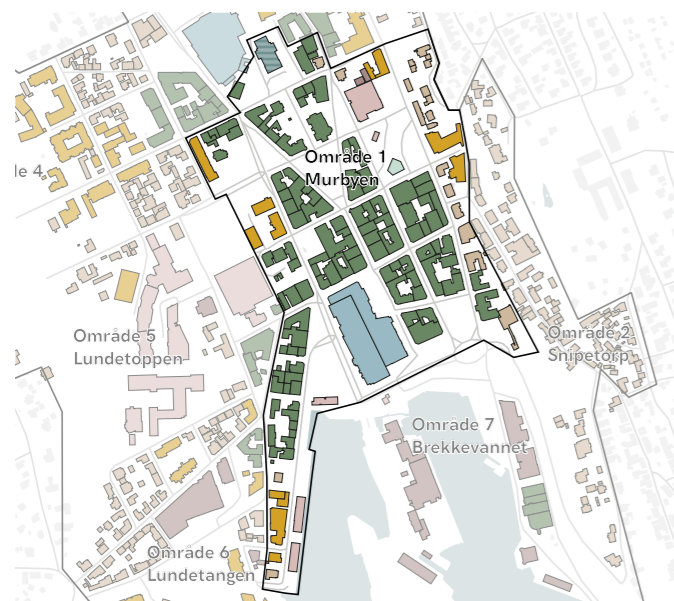 Område 1
Murbyen
le 4
Område 5
Lundetoppen
Område 2
Snipetorp
Område 7
Brekkevannet
Område 6
Lundetangen